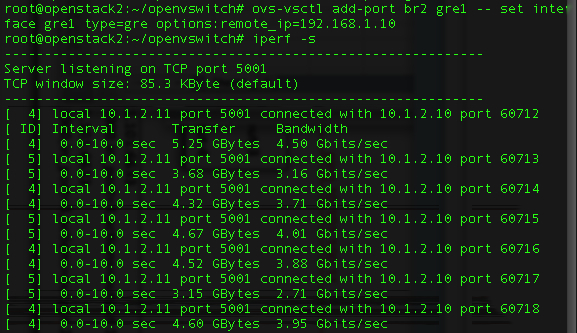 root@openstack2:~/openvswitch# ovs-vsctl add-port br2 gre1 -- set inter
face gre1 type=gre options:remote_ip=192.168.1.10
root@openstack2:~/openvswitch# iperf -s
------------------------------------------------------------
Server listening on TCP port 5001
TCP window size: 85.3 KByte (default)
------------------------------------------------------------
[  4] local 10.1.2.11 port 5001 connected with 10.1.2.10 port 60712
[ ID] Interval       Transfer     Bandwidth
[  4]  0.0-10.0 sec  5.25 GBytes  4.50 Gbits/sec
[  5] local 10.1.2.11 port 5001 connected with 10.1.2.10 port 60713
[  5]  0.0-10.0 sec  3.68 GBytes  3.16 Gbits/sec
[  4] local 10.1.2.11 port 5001 connected with 10.1.2.10 port 60714
[  4]  0.0-10.0 sec  4.32 GBytes  3.71 Gbits/sec
[  5] local 10.1.2.11 port 5001 connected with 10.1.2.10 port 60715
[  5]  0.0-10.0 sec  4.67 GBytes  4.01 Gbits/sec
[  4] local 10.1.2.11 port 5001 connected with 10.1.2.10 port 60716
[  4]  0.0-10.0 sec  4.52 GBytes  3.88 Gbits/sec
[  5] local 10.1.2.11 port 5001 connected with 10.1.2.10 port 60717
[  5]  0.0-10.0 sec  3.15 GBytes  2.71 Gbits/sec
[  4] local 10.1.2.11 port 5001 connected with 10.1.2.10 port 60718
[  4]  0.0-10.0 sec  4.60 GBytes  3.95 Gbits/sec